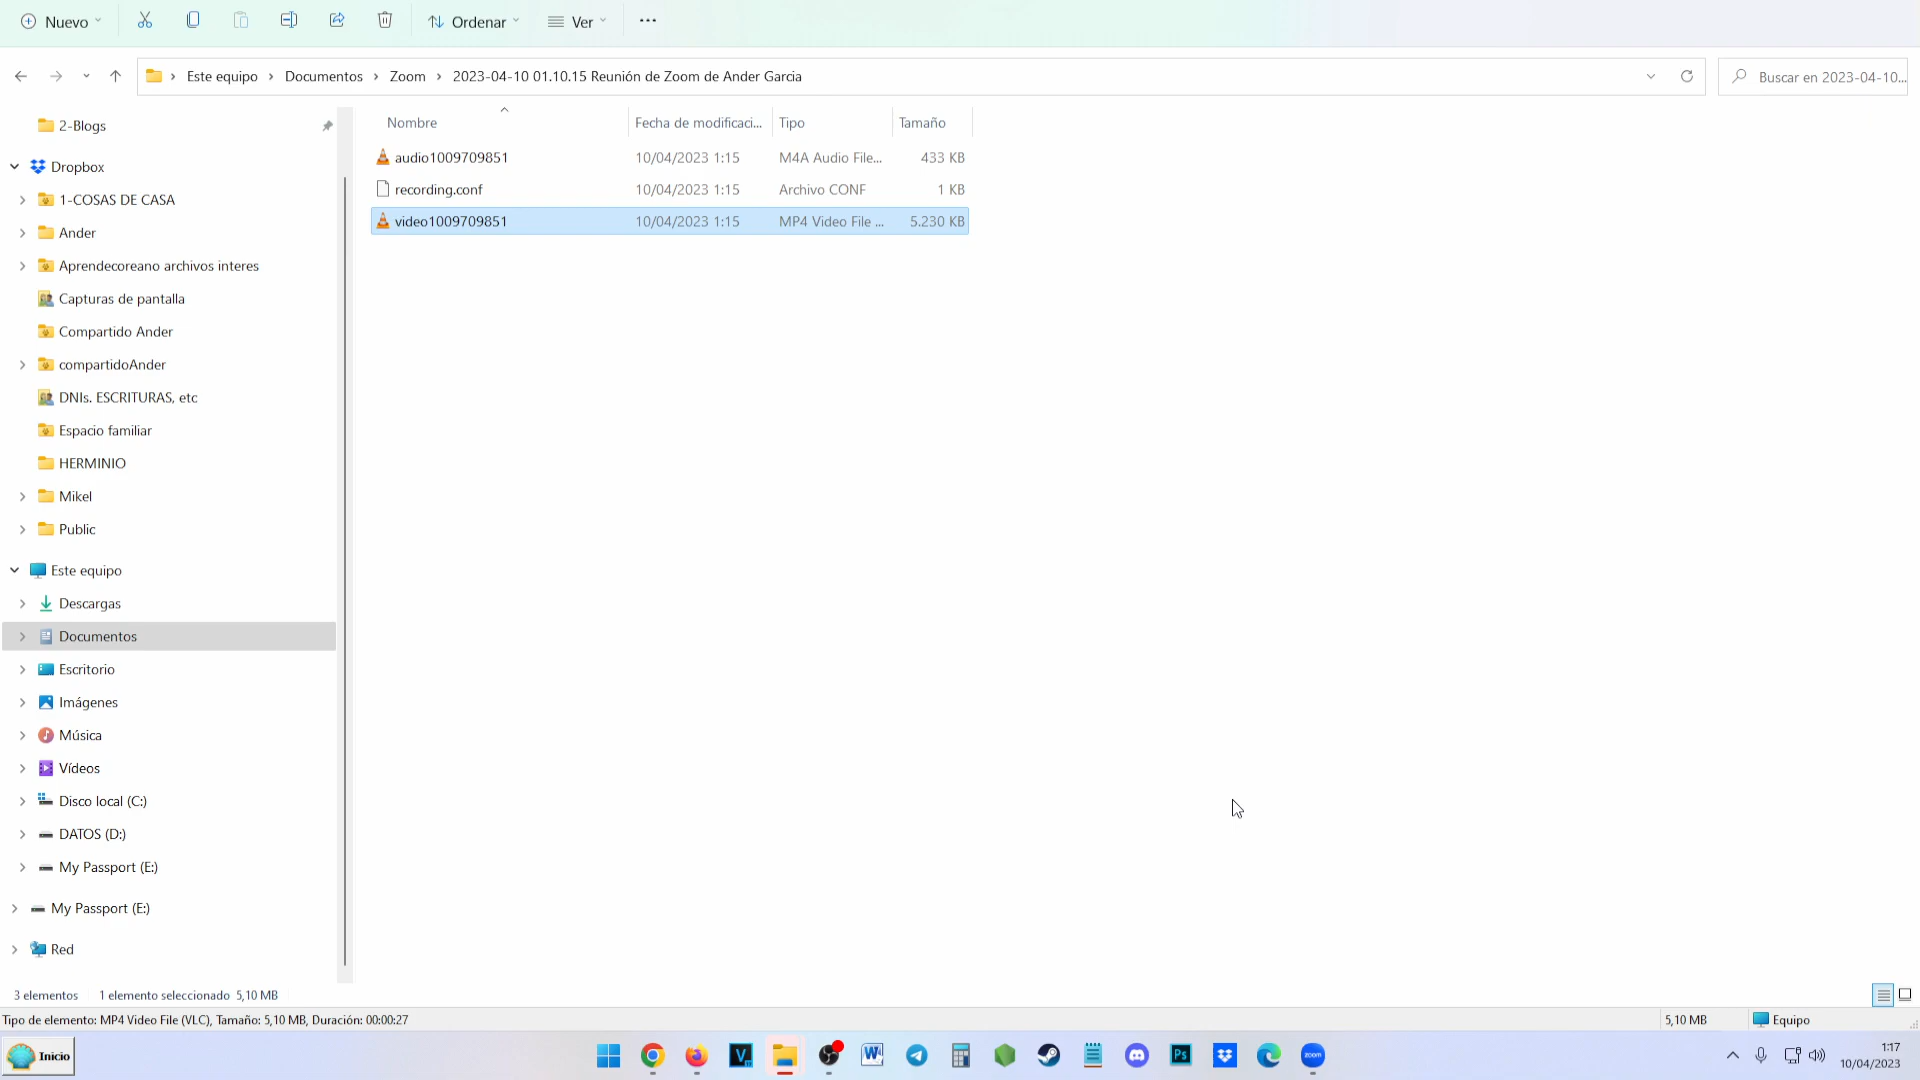 Nuevo
Ordenar
Ver
Este equipo
Documentos
Zoom
2023-04-10 01.10.15 Reunión de Zoom de Ander Garcia
Buscar en 2023-04-10...
Nombre
Fecha de modificaci...
Tipo
Tamaño
audio1009709851 10/04/2023 1:15 M4A Audio File... 433 KB
recording.conf 10/04/2023 1:15 Archivo CONF 1 KB
video1009709851 10/04/2023 1:15 MP4 Video File ... 5.230 KB
2-Blogs
Dropbox
1-COSAS DE CASA
Ander
Aprendecoreano archivos interes
Capturas de pantalla
Compartido Ander
compartidoAnder
DNIs. ESCRITURAS, etc
Espacio familiar
HERMINIO
Mikel
Public
Este equipo
Descargas
Documentos
Escritorio
Imágenes
Música
Vídeos
Disco local (C:)
DATOS (D:)
My Passport (E:)
My Passport (E:)
Red
3 elementos
1 elemento seleccionado 5,10 MB
Tipo de elemento: MP4 Video File (VLC), Tamaño: 5,10 MB, Duración: 00:00:27
5,10 MB
Equipo
Inicio
V
W
Ps
zoom
1:17
10/04/2023